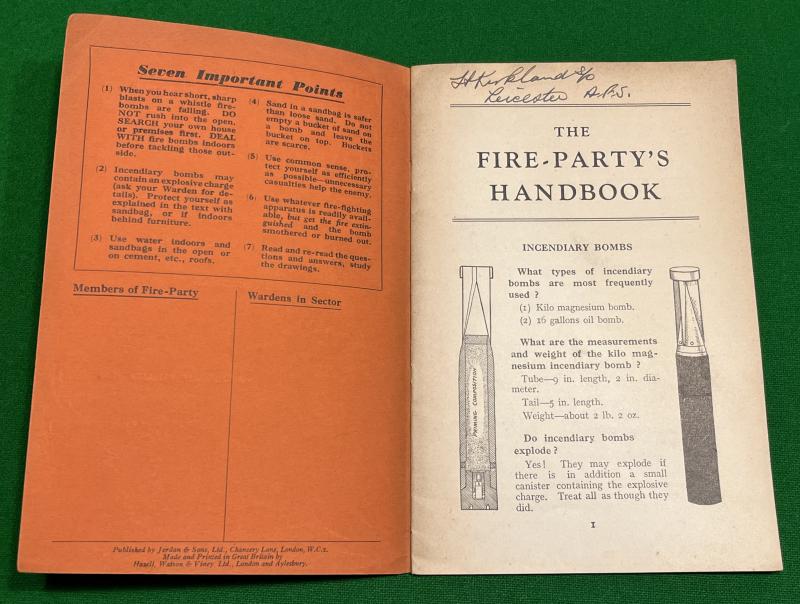 Seven Important Points
(1) When you hear short, sharp
blasts on a whistle fire-
bombs are falling. DO
NOT rush into the open,
SEARCH your own house
or premises first. DEAL
WITH fire bombs indoors
before tackling those out-
side.
(2) Incendiary bombs may
contain an explosive charge
(ask your Warden for de-
tails). Protect yourself as
explained in the text with
sandbag, or if indoors
behind furniture.
(3) Use water indoors and
sandbags in the open or
on cement, etc., roofs.
(4) Sand in a sandbag is safer
than loose sand. Do not
empty a bucket of sand on
a bomb and leave the
bucket on top. Buckets
are scarce.
(5) Use common sense, pro-
tect yourself as efficiently
as possible—unnecessary
casualties help the enemy.
(6) Use whatever fire-fighting
apparatus is readily avail-
able, but get the fire extin-
guished and the bomb
smothered or burned out.
(7) Read and re-read the ques-
tions and answers, study
the drawings.
Members of Fire-Party
Wardens in Sector
Published by Jordan & Sons, Ltd., Chancery Lane, London, W.C.2.
Made and Printed in Great Britain by
Hazell, Watson & Viney Ltd., London and Aylesbury.
H Kirkland
Leicester A.F.S.
THE
FIRE-PARTY'S
HANDBOOK
INCENDIARY BOMBS
What types of incendiary
bombs are most frequently
used ?
(1) Kilo magnesium bomb.
(2) 16 gallons oil bomb.
What are the measurements
and weight of the kilo mag-
nesium incendiary bomb ?
Tube—9 in. length, 2 in. dia-
meter.
Tail—5 in. length.
Weight—about 2 lb. 2 oz.
PRIMING COMPOSITION
Do incendiary bombs
explode ?
Yes! They may explode if
there is in addition a small
canister containing the explosive
charge. Treat all as though they
did.
1